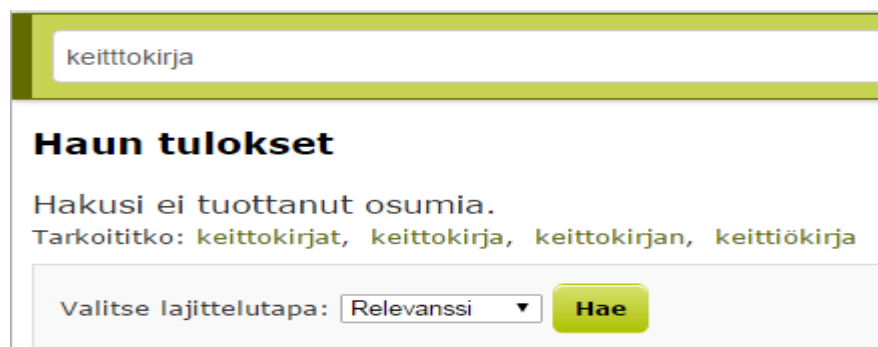 keitttokirja
Haun tulokset
Hakusi ei tuottanut osumia.
Tarkoititko: keittokirjat, keittokirja, keittokirjan, keittiökirja
Valitse lajittelutapa: Relevanssi Hae